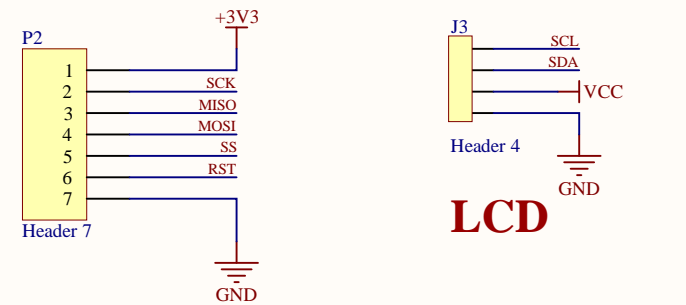 +3V3
P2
1
2 SCK
3 MISO
4 MOSI
5 SS
6 RST
7
Header 7
GND
J3
SCL
SDA
VCC
Header 4
GND
LCD